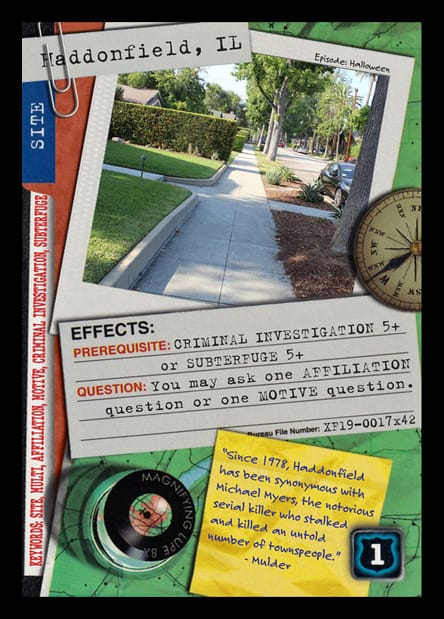 Haddonfield, IL
Episode: Halloween
SITE
KEYWORDS: SITE, MULTI, AFFILIATION, MOTIVE, CRIMINAL INVESTIGATION, SUBTERFUGE
EFFECTS:
PREREQUISITE: CRIMINAL INVESTIGATION 5+
or SUBTERFUGE 5+
QUESTION: You may ask one AFFILIATION
question or one MOTIVE question.
Bureau File Number: XF19-0017x42
MAGNIFYING LUPE 8X
"Since 1978, Haddonfield
has been synonymous with
Michael Myers, the notorious
serial killer who stalked
and killed an untold
number of townspeople."
- Mulder
1